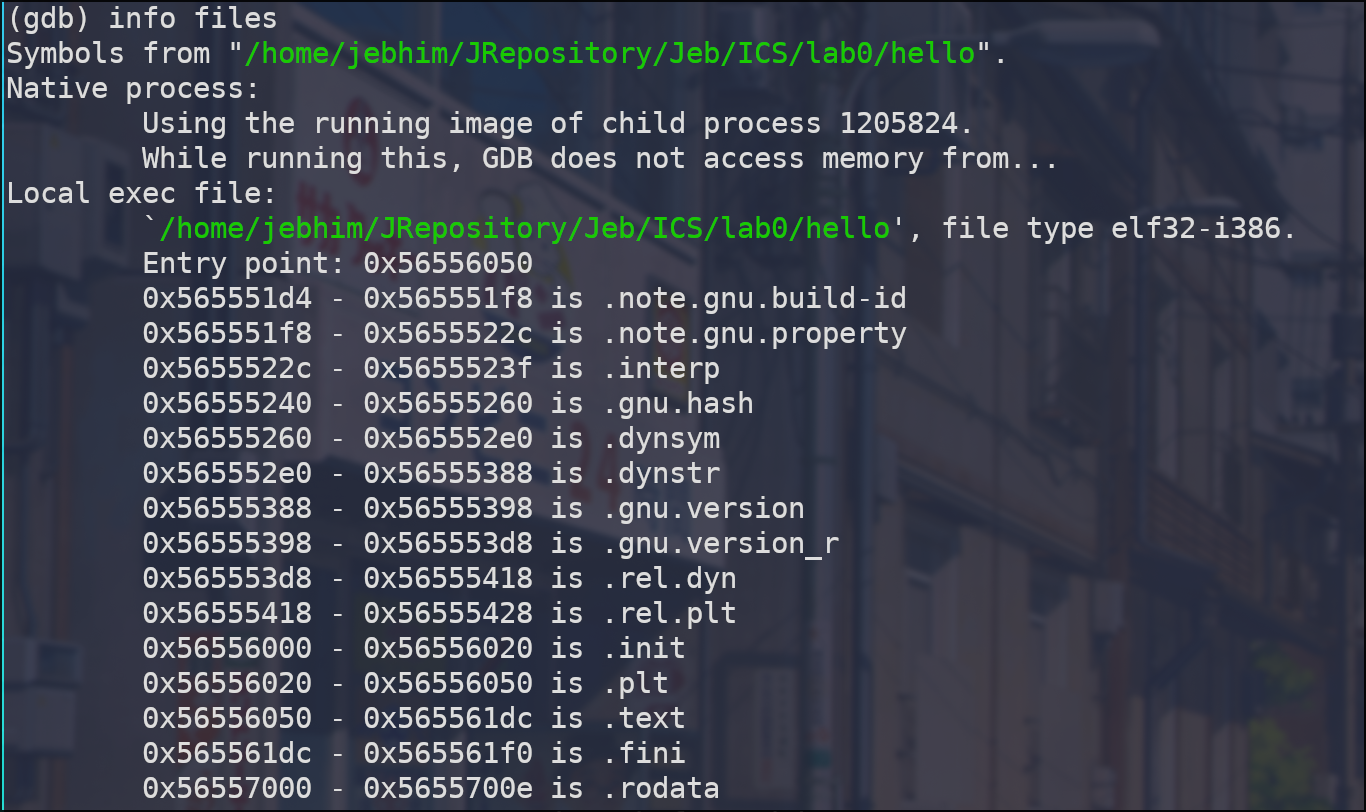 (gdb) info files
Symbols from "/home/jebhim/JRepository/Jeb/ICS/lab0/hello".
Native process:
Using the running image of child process 1205824.
While running this, GDB does not access memory from...
Local exec file:
`/home/jebhim/JRepository/Jeb/ICS/lab0/hello', file type elf32-i386.
Entry point: 0x56556050
0x565551d4 - 0x565551f8 is .note.gnu.build-id
0x565551f8 - 0x5655522c is .note.gnu.property
0x5655522c - 0x5655523f is .interp
0x56555240 - 0x56555260 is .gnu.hash
0x56555260 - 0x565552e0 is .dynsym
0x565552e0 - 0x56555388 is .dynstr
0x56555388 - 0x56555398 is .gnu.version
0x56555398 - 0x565553d8 is .gnu.version_r
0x565553d8 - 0x56555418 is .rel.dyn
0x56555418 - 0x56555428 is .rel.plt
0x56556000 - 0x56556020 is .init
0x56556020 - 0x56556050 is .plt
0x56556050 - 0x565561dc is .text
0x565561dc - 0x565561f0 is .fini
0x56557000 - 0x5655700e is .rodata